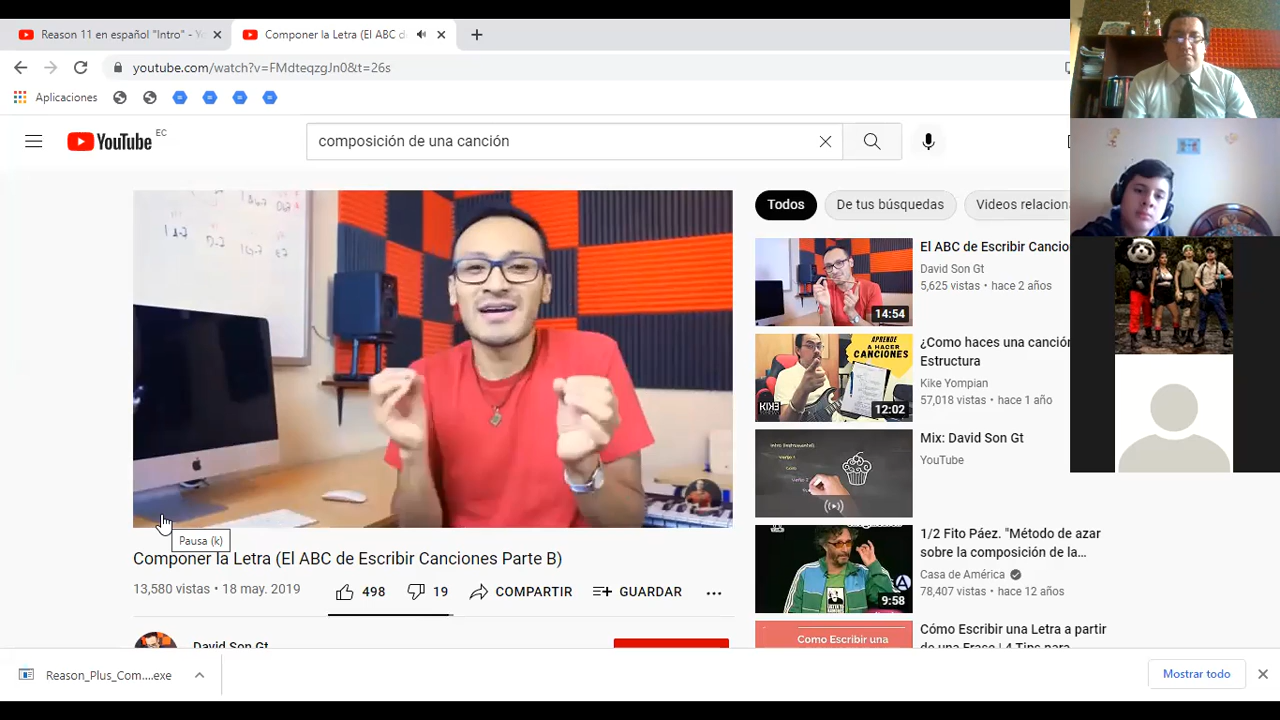 Reason 11 en español "Intro" - Y
Componer la Letra (El ABC d
youtube.com/watch?v=FMdteqzgJn0&t=26s
Aplicaciones
YouTube EC
composición de una canción
Todos
De tus búsquedas
Videos relaciona
El ABC de Escribir Cancio
David Son Gt
5,625 vistas • hace 2 años
14:54
APRENDE
A HACER
CANCIONES
KIKE
12:02
¿Como haces una canción
Estructura
Kike Yompian
57,018 vistas • hace 1 año
Mix: David Son Gt
YouTube
Pausa (k)
Componer la Letra (El ABC de Escribir Canciones Parte B)
13,580 vistas • 18 may. 2019
498
19
COMPARTIR
GUARDAR
1/2 Fito Páez. "Método de azar
sobre la composición de la...
Casa de América
78,407 vistas • hace 12 años
9:58
David Son Gt
Como Escribir una
Cómo Escribir una Letra a partir
de una Frase | 4 Tips para
Reason_Plus_Com....exe
Mostrar todo